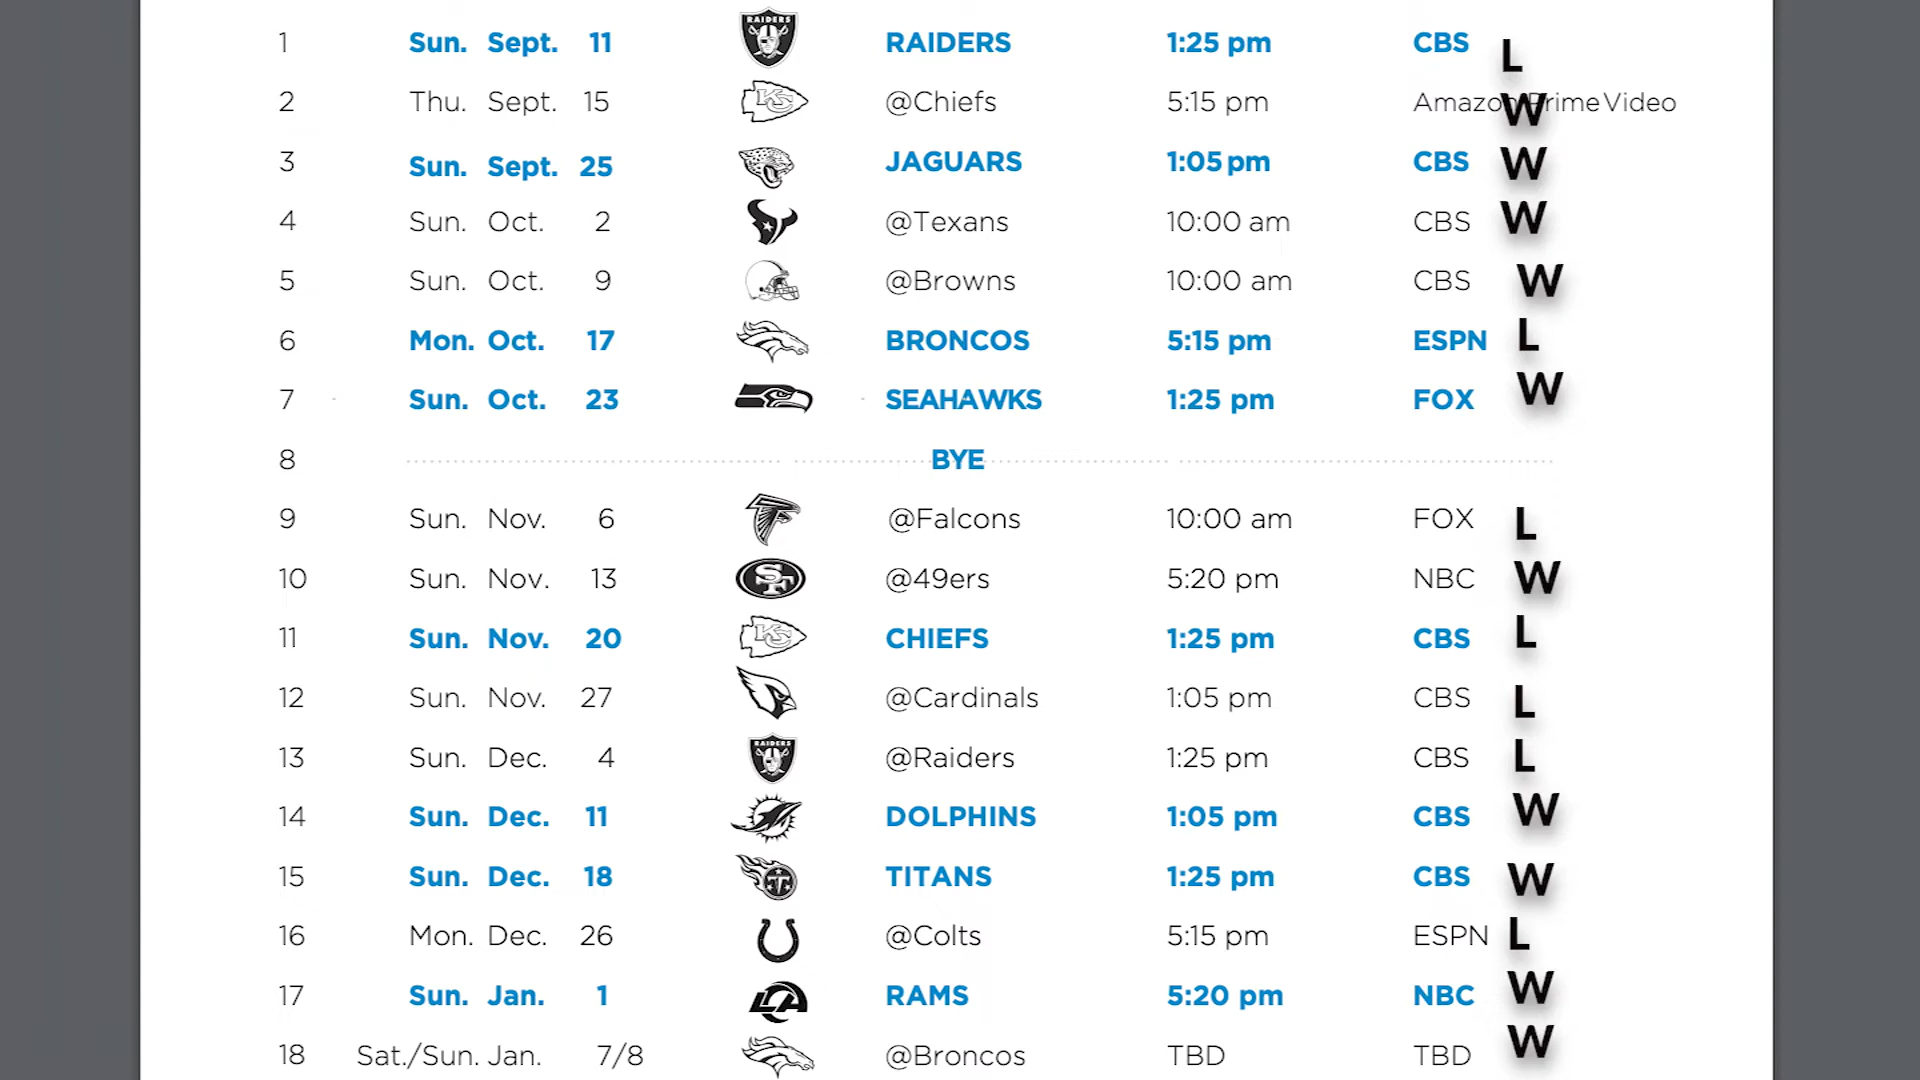 1 Sun. Sept. 11 RAIDERS RAIDERS 1:25 pm CBS L
2 Thu. Sept. 15 KC @Chiefs 5:15 pm Amazon Prime Video W
3 Sun. Sept. 25 JAGUARS 1:05 pm CBS W
4 Sun. Oct. 2 @Texans 10:00 am CBS W
5 Sun. Oct. 9 @Browns 10:00 am CBS W
6 Mon. Oct. 17 BRONCOS 5:15 pm ESPN L
7 Sun. Oct. 23 SEAHAWKS 1:25 pm FOX W
8 BYE
9 Sun. Nov. 6 @Falcons 10:00 am FOX L
10 Sun. Nov. 13 SF @49ers 5:20 pm NBC W
11 Sun. Nov. 20 KC CHIEFS 1:25 pm CBS L
12 Sun. Nov. 27 @Cardinals 1:05 pm CBS L
13 Sun. Dec. 4 RAIDERS @Raiders 1:25 pm CBS L
14 Sun. Dec. 11 DOLPHINS 1:05 pm CBS W
15 Sun. Dec. 18 T TITANS 1:25 pm CBS W
16 Mon. Dec. 26 @Colts 5:15 pm ESPN L
17 Sun. Jan. 1 LA RAMS 5:20 pm NBC W
18 Sat./Sun. Jan. 7/8 @Broncos TBD TBD W